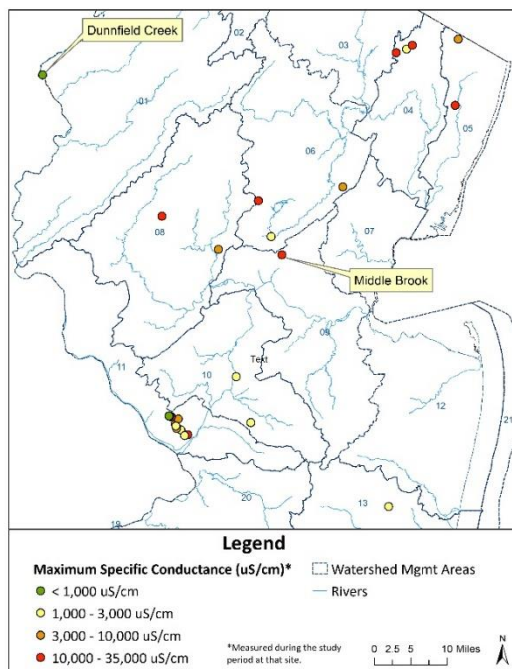 Dunnfield Creek
02
03
01
04
05
06
08
07
Middle Brook
09
Text
11
10
12
21
13
20
19
Legend
Maximum Specific Conductance (uS/cm)*
< 1,000 uS/cm
1,000 - 3,000 uS/cm
3,000 - 10,000 uS/cm
10,000 - 35,000 uS/cm
Watershed Mgmt Areas
Rivers
*Measured during the study
period at that site.
0 2.5 5 10 Miles
N